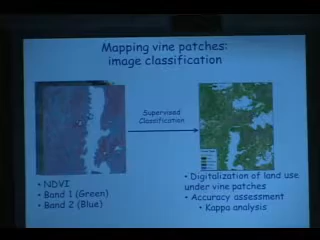 Mapping vine patches:
image classification
Supervised
Classification
• NDVI
• Band 1 (Green)
• Band 2 (Blue)
• Digitalization of land use
under vine patches
• Accuracy assessment
• Kappa analysis